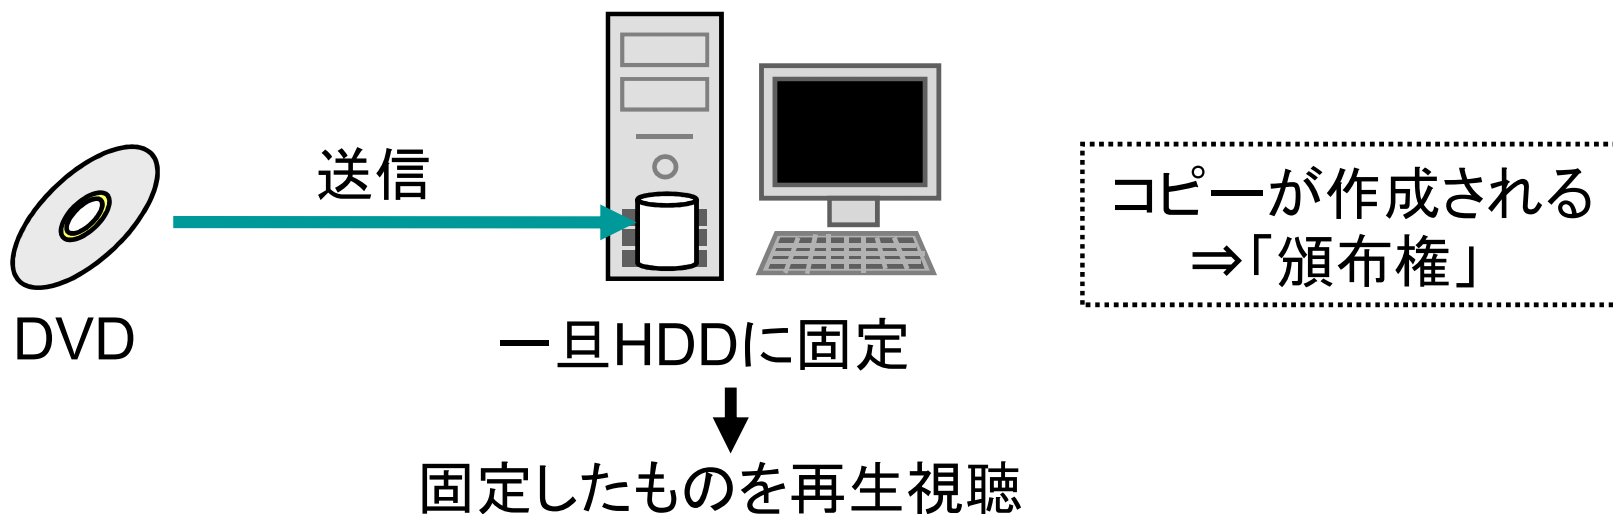 送信
コピーが作成される
⇒「頒布権」
DVD
一旦HDDに固定
固定したものを再生視聴